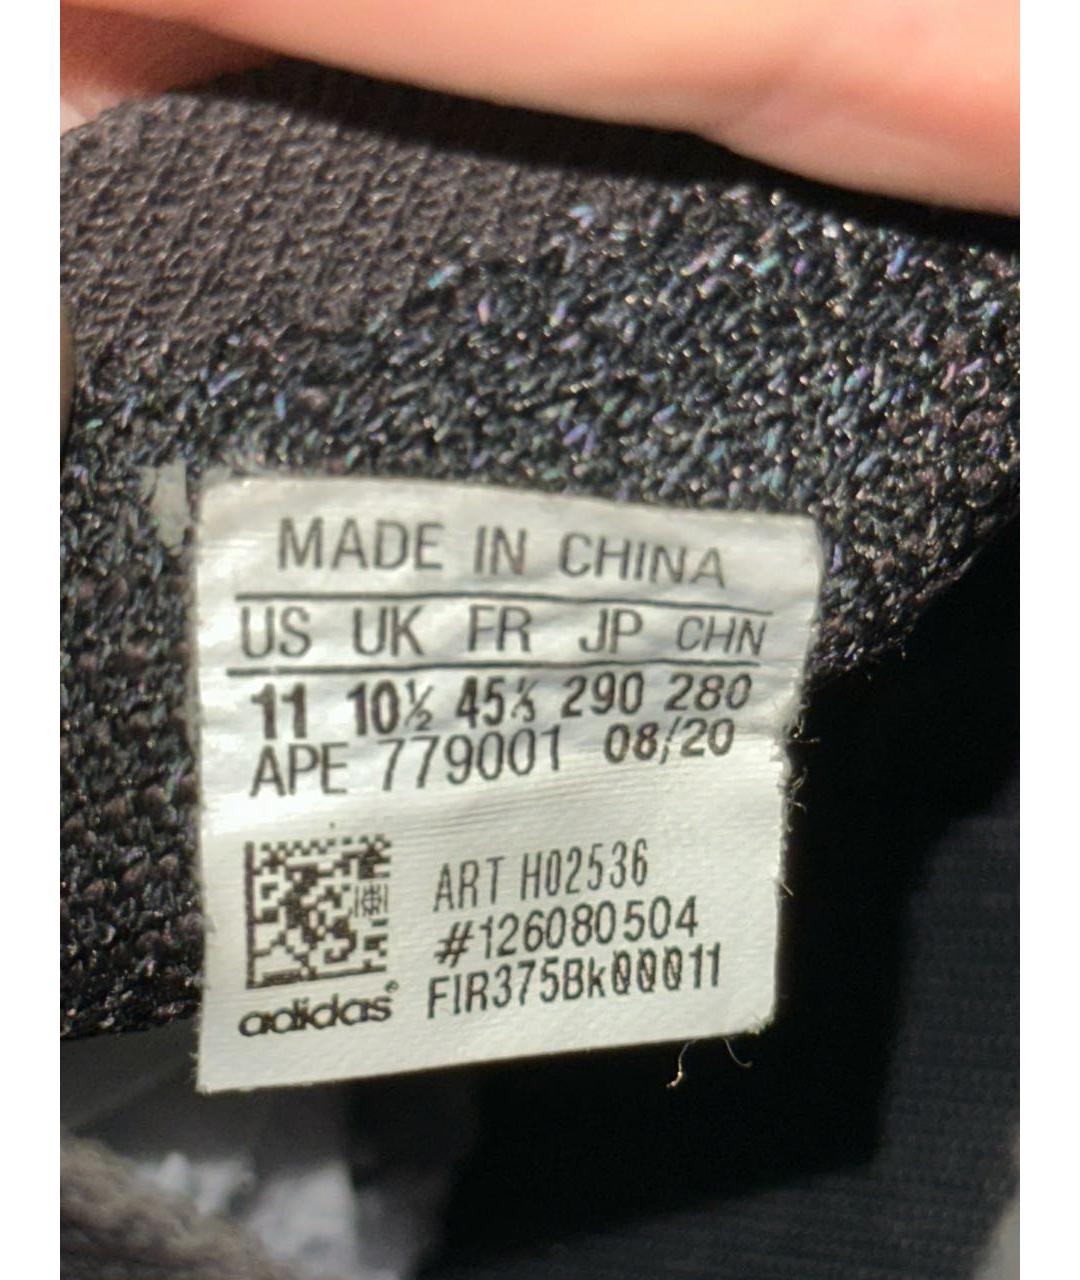 MADE IN CHINA
US UK FR JP CHN
11 10½ 45⅓ 290 280
APE 779001 08/20
ART H02536
#126080504
FIR375Bk00011
adidas®